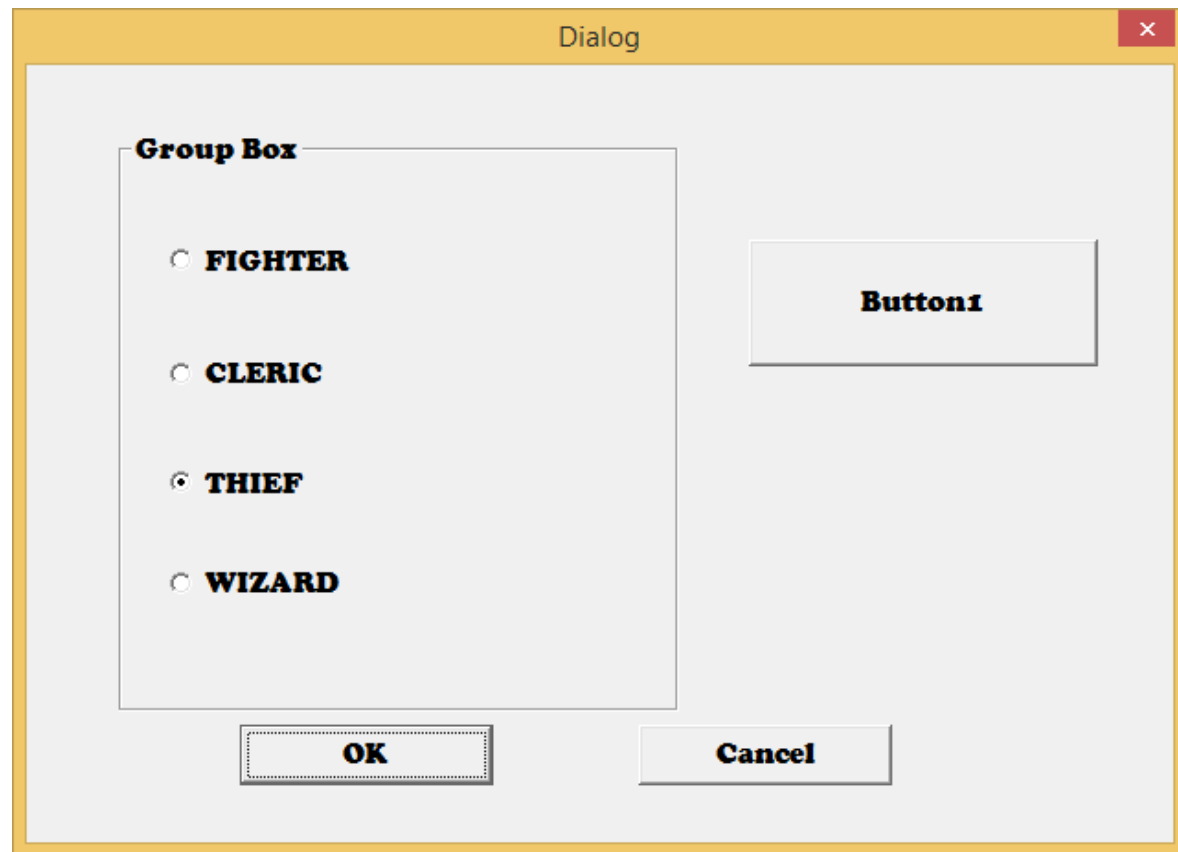 Dialog
Group Box
FIGHTER
Button1
CLERIC
THIEF
WIZARD
OK
Cancel